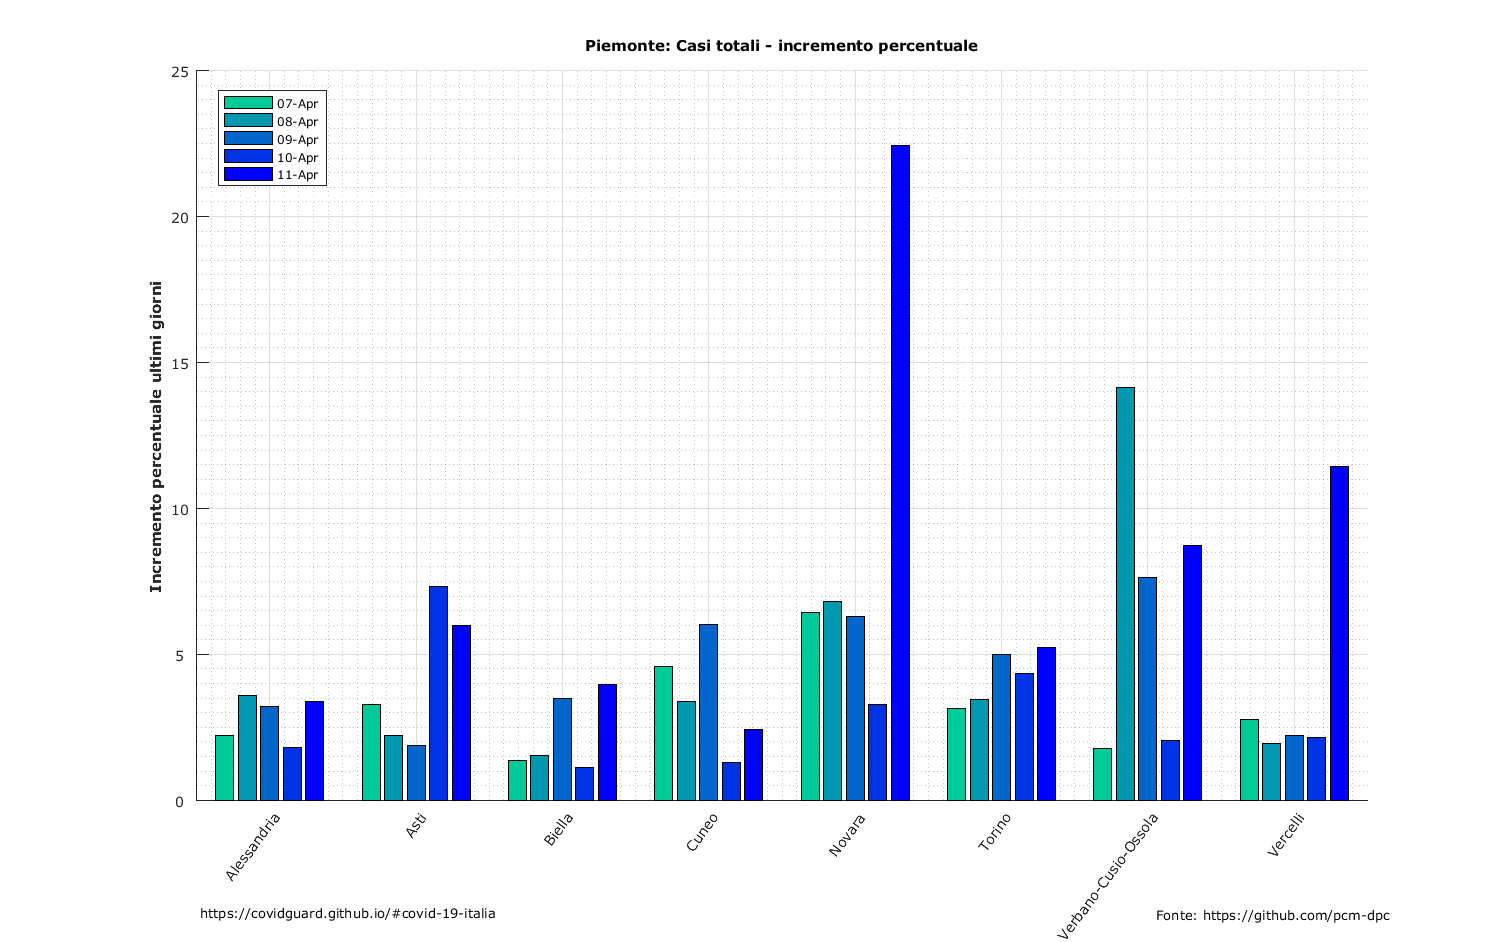 Piemonte: Casi totali - incremento percentuale
25
20
15
10
5
0
Incremento percentuale ultimi giorni
07-Apr
08-Apr
09-Apr
10-Apr
11-Apr
Alessandria
Asti
Biella
Cuneo
Novara
Torino
Verbano-Cusio-Ossola
Vercelli
https://covidguard.github.io/#covid-19-italia
Fonte: https://github.com/pcm-dpc